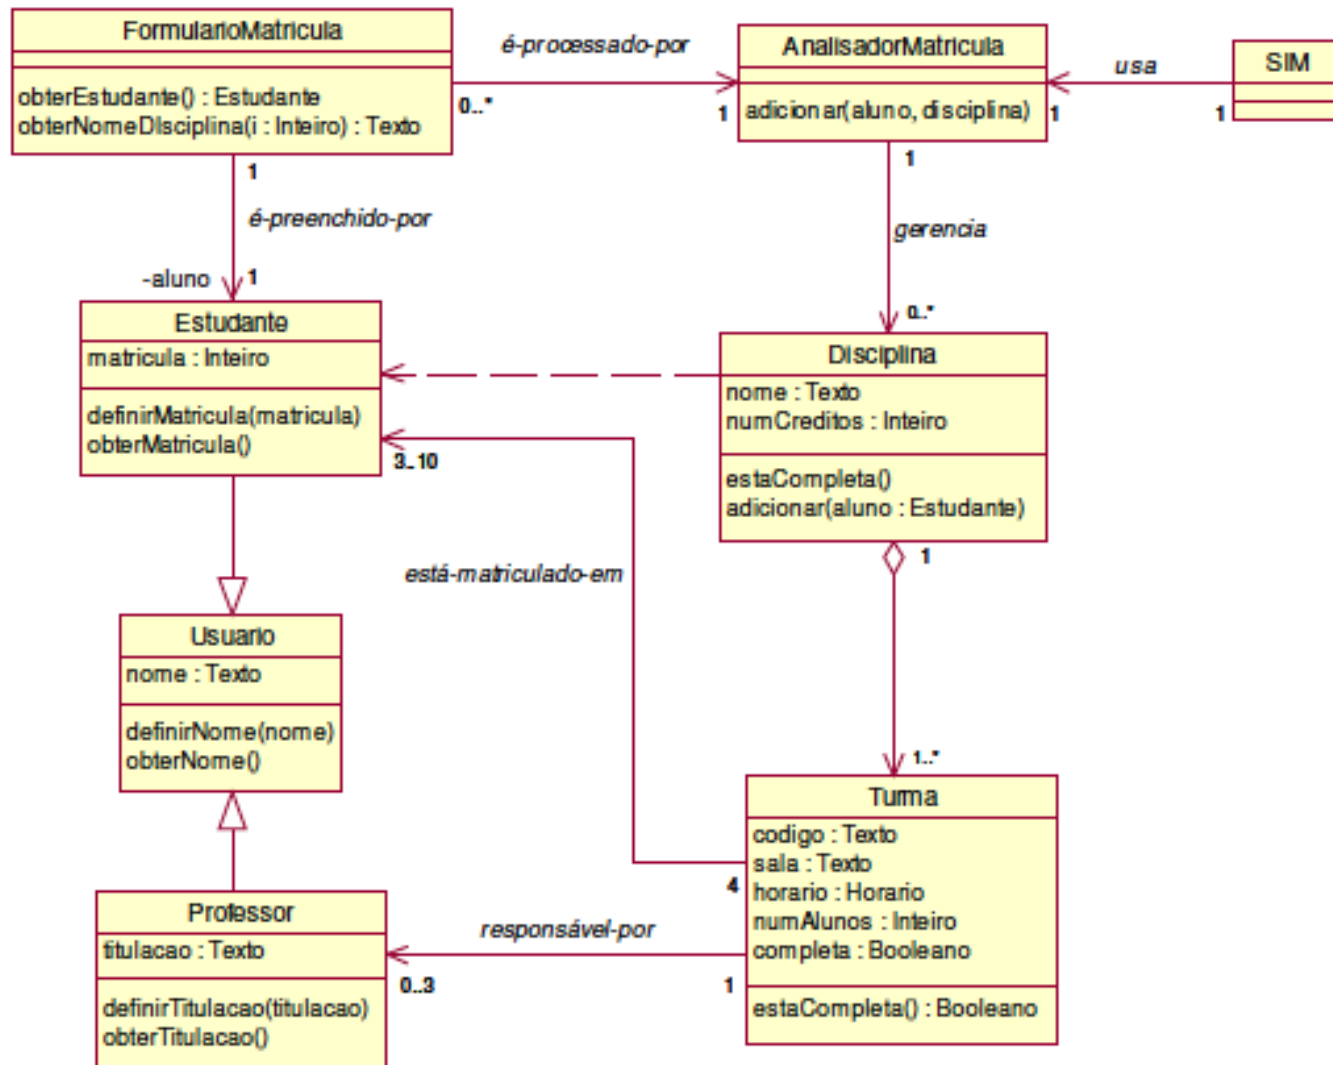 FormularioMatricula
obterEstudante() : Estudante
obterNomeDIsciplina(i : Inteiro) : Texto
é-processado-por
0..*
1
AnalisadorMatricula
adicionar(aluno, disciplina)
1
usa
1
SIM
1
é-preenchido-por
-aluno
1
1
gerencia
0..*
Estudante
matricula : Inteiro
definirMatricula(matricula)
obterMatricula()
3..10
Disciplina
nome : Texto
numCreditos : Inteiro
estaCompleta()
adicionar(aluno : Estudante)
1
está-matriculado-em
Usuario
nome : Texto
definirNome(nome)
obterNome()
1..*
Turma
codigo : Texto
sala : Texto
horario : Horario
numAlunos : Inteiro
completa : Booleano
estaCompleta() : Booleano
4
Professor
titulacao : Texto
definirTitulacao(titulacao)
obterTitulacao()
responsável-por
0..3
1